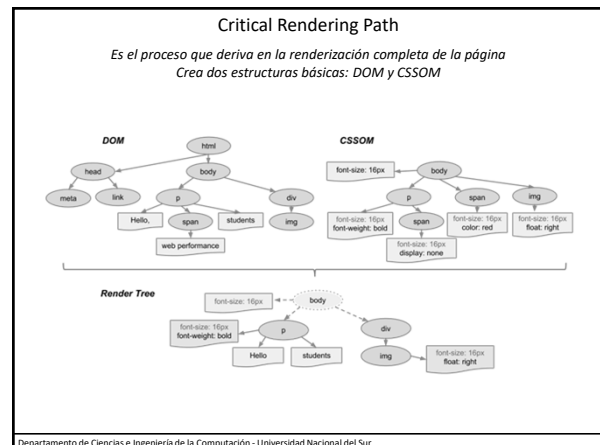 Critical Rendering Path
Es el proceso que deriva en la renderización completa de la página
Crea dos estructuras básicas: DOM y CSSOM
DOM
html
head
body
meta
link
p
div
Hello,
span
students
img
web performance
CSSOM
body
font-size: 16px
p
span
img
font-size: 16px
font-weight: bold
span
font-size: 16px
color: red
font-size: 16px
float: right
font-size: 16px
display: none
Render Tree
body
font-size: 16px
p
div
font-size: 16px
font-weight: bold
Hello
students
img
font-size: 16px
float: right
Departamento de Ciencias e Ingeniería de la Computación - Universidad Nacional del Sur